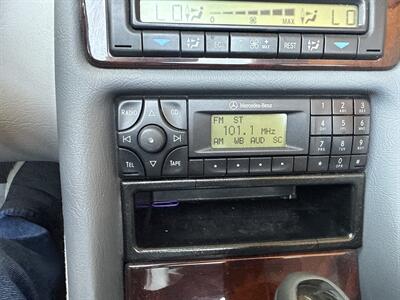 LO MAX LO
EC REST
RADIO CD Mercedes-Benz 1 2 3
FM ST 4 5 6
101.1 MHz
AM WB AUD SC 7 8 9
TEL TAPE 0